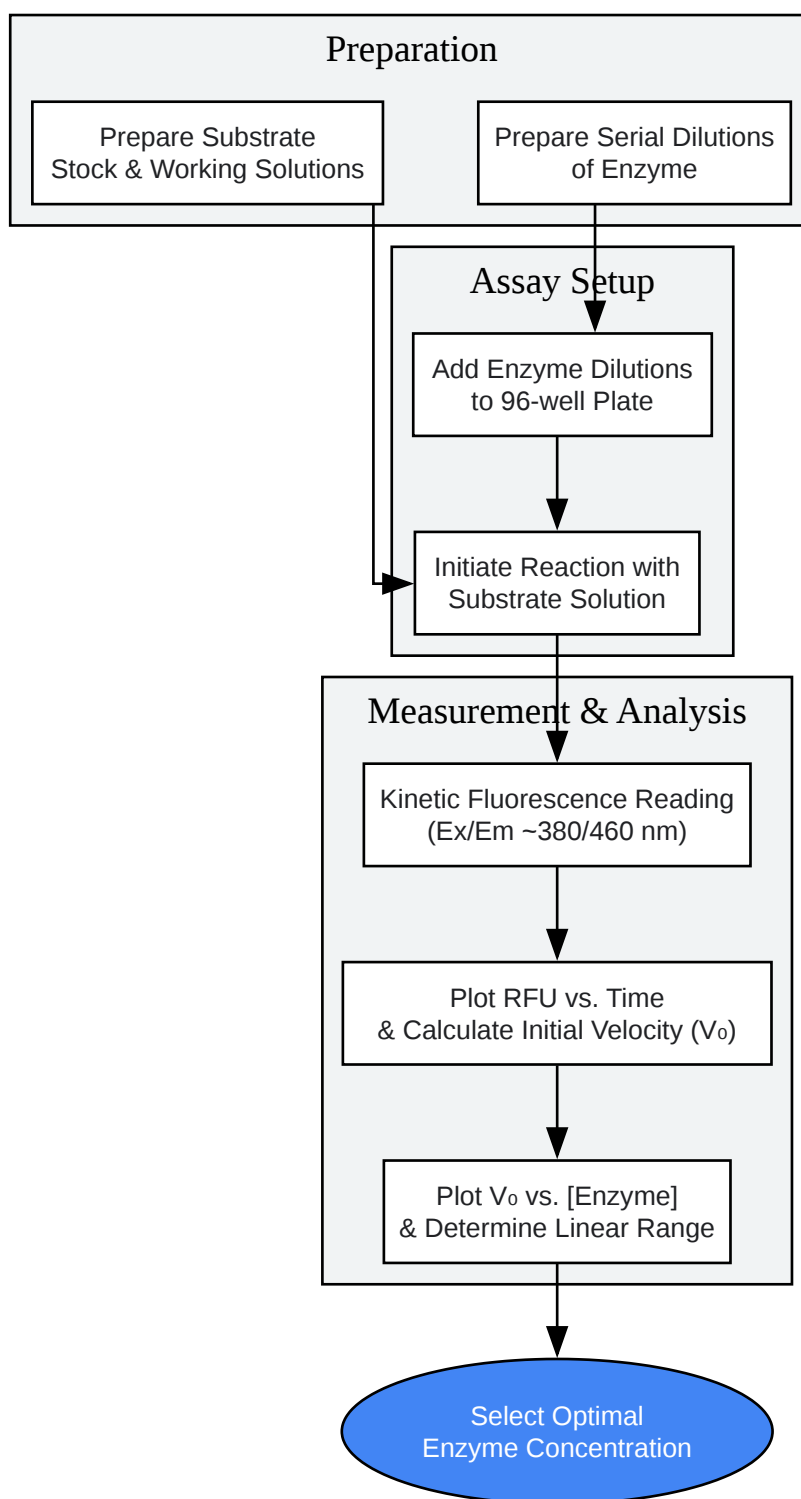 Preparation
Prepare Substrate
Stock & Working Solutions
Prepare Serial Dilutions
of Enzyme
Assay Setup
Add Enzyme Dilutions
to 96-well Plate
Initiate Reaction with
Substrate Solution
Measurement & Analysis
Kinetic Fluorescence Reading
(Ex/Em ~380/460 nm)
Plot RFU vs. Time
& Calculate Initial Velocity (V₀)
Plot V₀ vs. [Enzyme]
& Determine Linear Range
Select Optimal
Enzyme Concentration